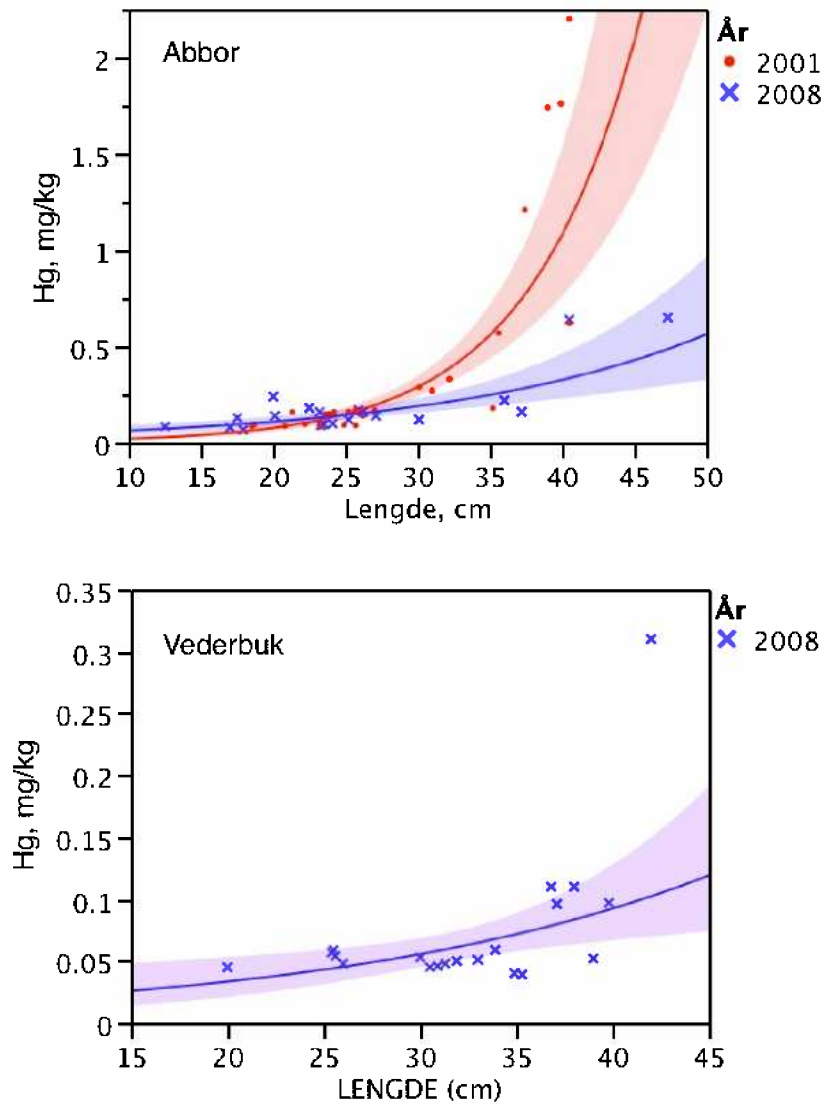 Abbor
År
2001
2008
Hg, mg/kg
2
1.5
1
0.5
0
10 15 20 25 30 35 40 45 50
Lengde, cm
Vederbuk
År
2008
Hg, mg/kg
0.35
0.3
0.25
0.2
0.15
0.1
0.05
0
15 20 25 30 35 40 45
LENGDE (cm)